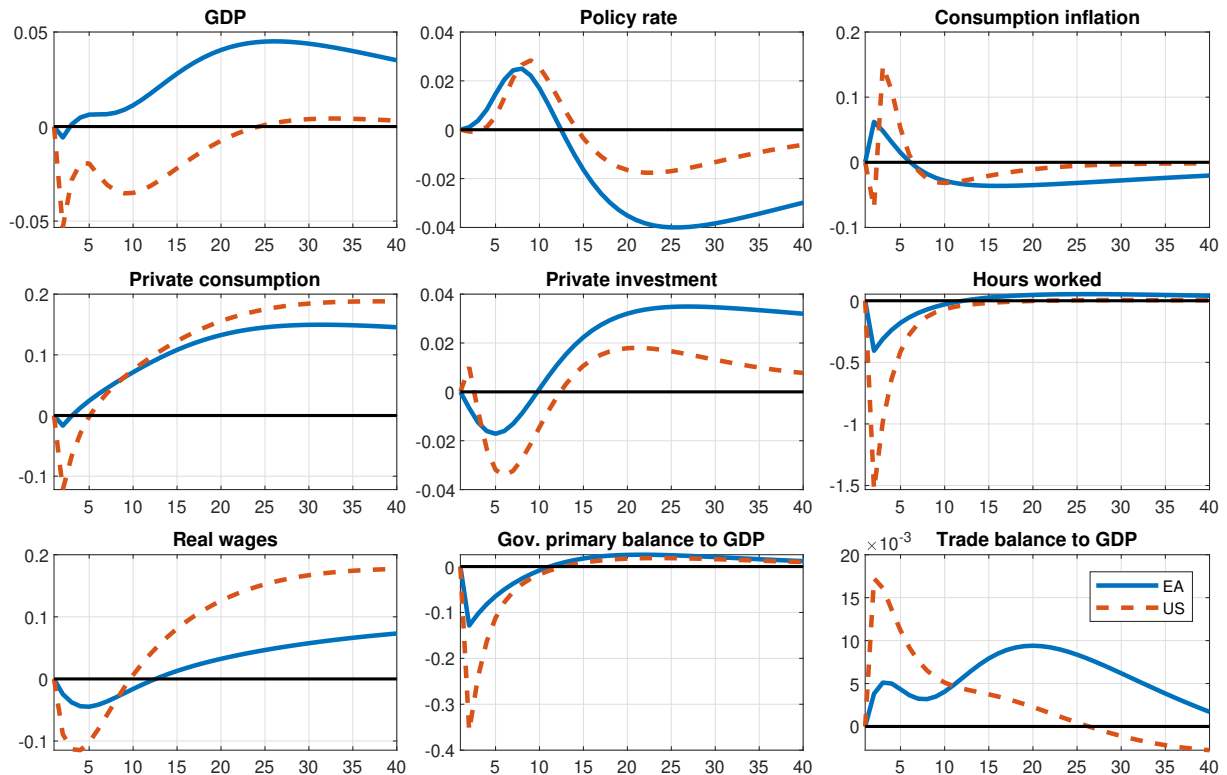 GDP
0.05
0
-0.05
5 10 15 20 25 30 35 40
Policy rate
0.04
0.02
0
-0.02
-0.04
5 10 15 20 25 30 35 40
Consumption inflation
0.2
0.1
0
-0.1
5 10 15 20 25 30 35 40
Private consumption
0.2
0.1
0
-0.1
5 10 15 20 25 30 35 40
Private investment
0.04
0.02
0
-0.02
-0.04
5 10 15 20 25 30 35 40
Hours worked
0
-0.5
-1
-1.5
5 10 15 20 25 30 35 40
Real wages
0.2
0.1
0
-0.1
5 10 15 20 25 30 35 40
Gov. primary balance to GDP
0
-0.1
-0.2
-0.3
-0.4
5 10 15 20 25 30 35 40
Trade balance to GDP
×10⁻³
20
15
10
5
0
5 10 15 20 25 30 35 40
EA
US